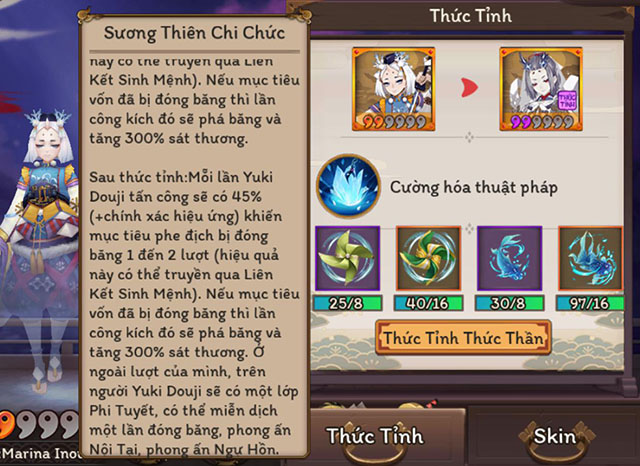 Sương Thiên Chi Chức
này có thể truyền qua Liên
Kết Sinh Mệnh). Nếu mục tiêu
vốn đã bị đóng băng thì lần
công kích đó sẽ phá băng và
tăng 300% sát thương.
Sau thức tỉnh:Mỗi lần Yuki
Douji tấn công sẽ có 45%
(+chính xác hiệu ứng) khiến
mục tiêu phe địch bị đóng
băng 1 đến 2 lượt (hiệu quả
này có thể truyền qua Liên
Kết Sinh Mệnh). Nếu mục tiêu
vốn đã bị đóng băng thì lần
công kích đó sẽ phá băng và
tăng 300% sát thương. Ở
ngoài lượt của mình, trên
người Yuki Douji sẽ có một lớp
Phi Tuyết, có thể miễn dịch
một lần đóng băng, phong ấn
Nội Tại, phong ấn Ngự Hồn.
Thức Tỉnh
THỨC
TỈNH
Cường hóa thuật pháp
25/8 40/16 30/8 97/16
Thức Tỉnh Thức Thần
:Marina Inou
Thức Tỉnh
Skin